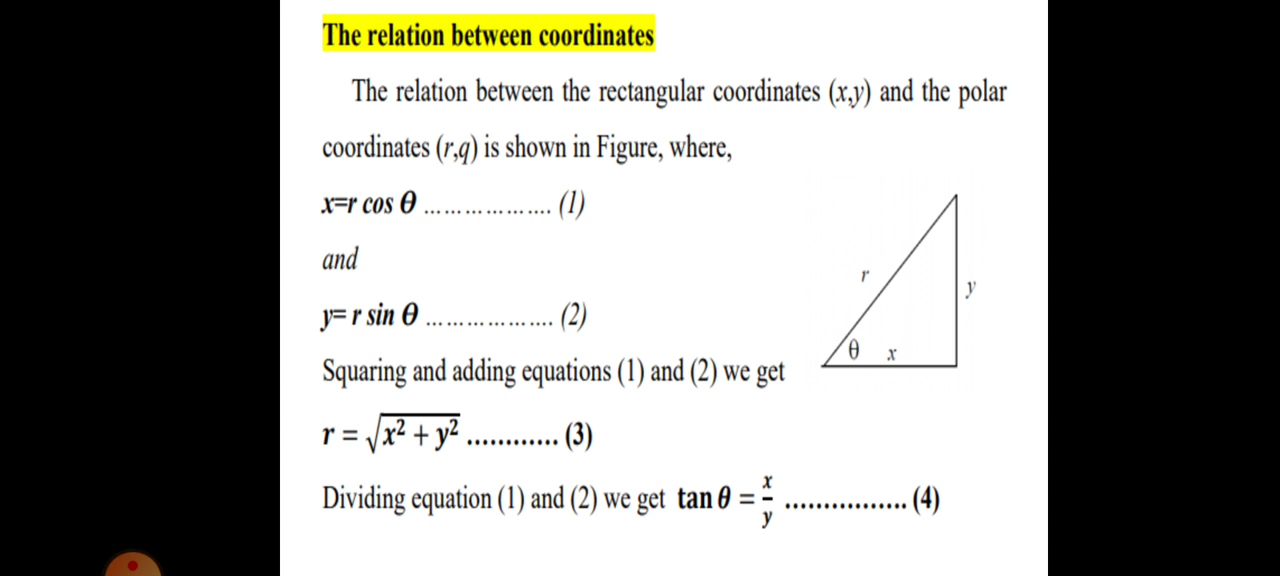 The relation between coordinates
The relation between the rectangular coordinates (x,y) and the polar
coordinates (r,q) is shown in Figure, where,
x=r cos θ ……………… (1)
and
y= r sin θ ……………… (2)
Squaring and adding equations (1) and (2) we get
r = √x² + y² ............ (3)
Dividing equation (1) and (2) we get tan θ = x/y ................ (4)
r
y
θ x